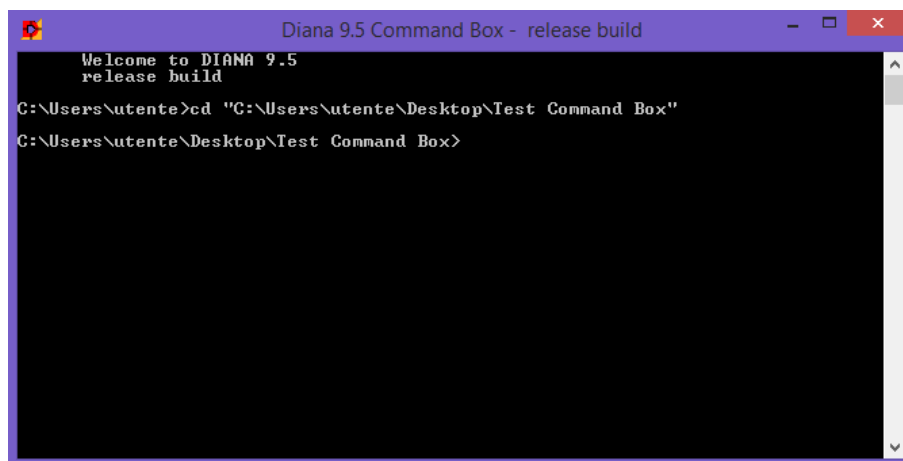 Diana 9.5 Command Box - release build
Welcome to DIANA 9.5
release build
C:\Users\utente>cd "C:\Users\utente\Desktop\Test Command Box"
C:\Users\utente\Desktop\Test Command Box>